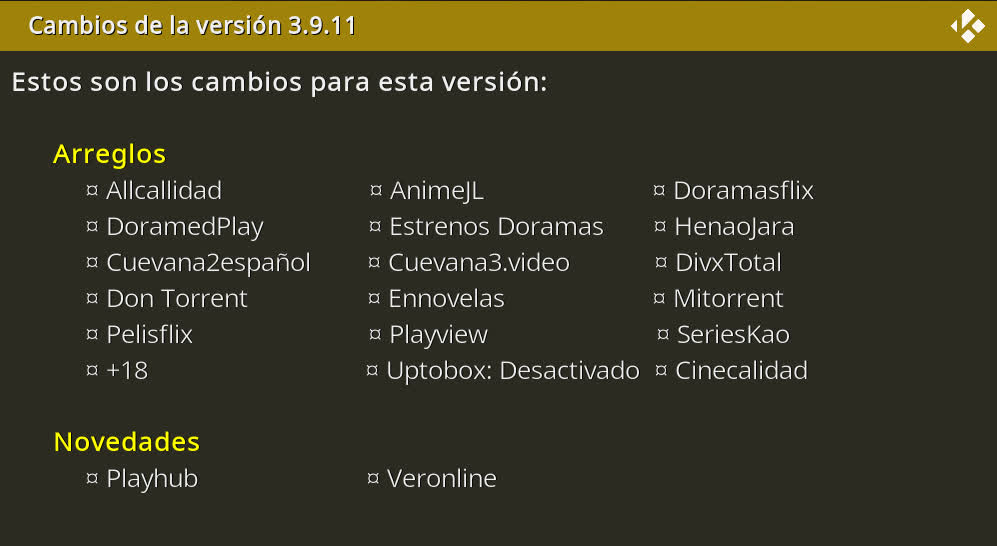 Cambios de la versión 3.9.11
Estos son los cambios para esta versión:
Arreglos
¤ Allcallidad ¤ AnimeJL ¤ Doramasflix
¤ DoramedPlay ¤ Estrenos Doramas ¤ HenaoJara
¤ Cuevana2español ¤ Cuevana3.video ¤ DivxTotal
¤ Don Torrent ¤ Ennovelas ¤ Mitorrent
¤ Pelisflix ¤ Playview ¤ SeriesKao
¤ +18 ¤ Uptobox: Desactivado ¤ Cinecalidad
Novedades
¤ Playhub ¤ Veronline